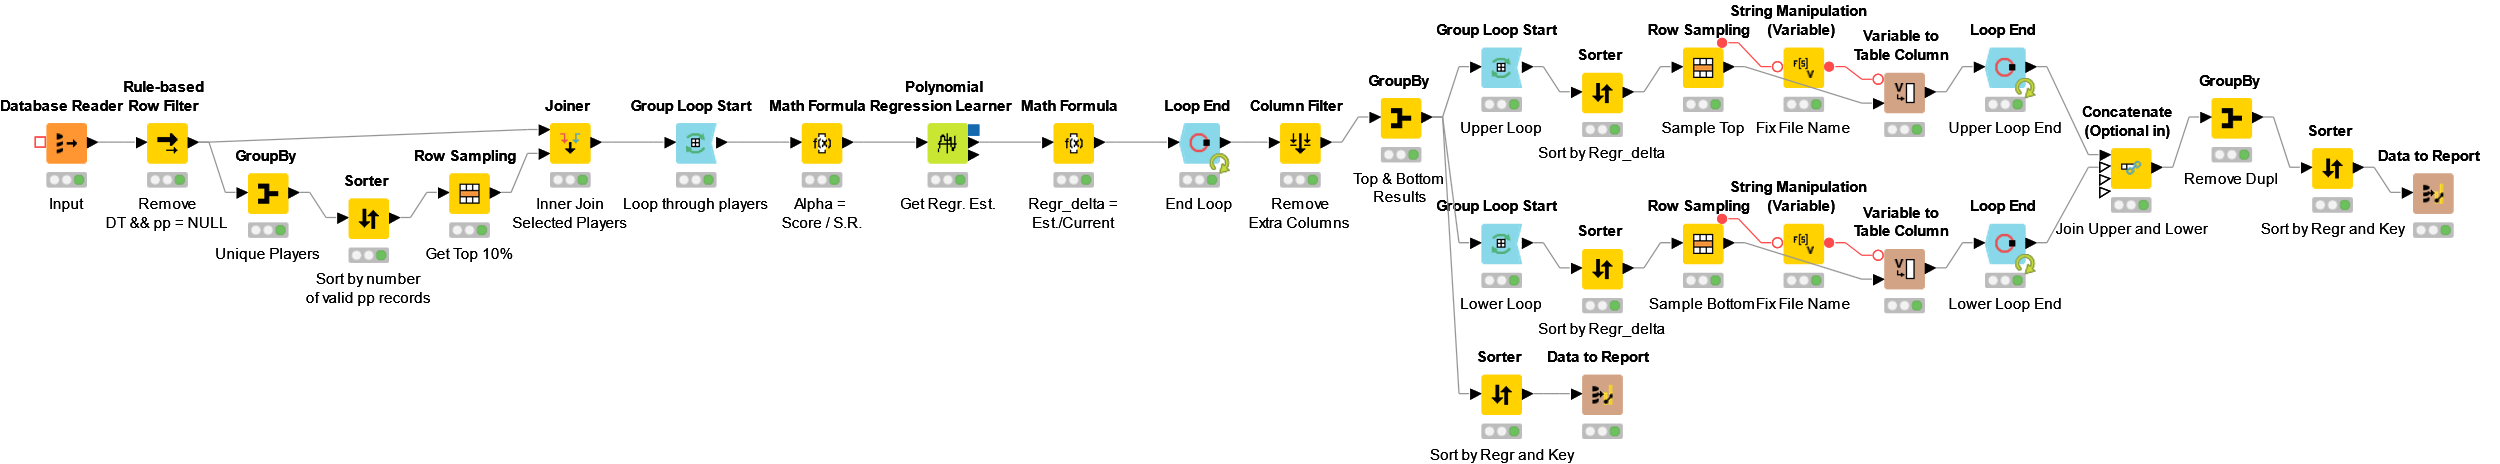 Database Reader
Input
Rule-based
Row Filter
Remove
DT && pp = NULL
GroupBy
Unique Players
Sorter
Sort by number
of valid pp records
Row Sampling
Get Top 10%
Joiner
Inner Join
Selected Players
Group Loop Start
Loop through players
Math Formula
f(x)
Alpha =
Score / S.R.
Polynomial
Regression Learner
Get Regr. Est.
Math Formula
f(x)
Regr_delta =
Est./Current
Loop End
End Loop
Column Filter
Remove
Extra Columns
GroupBy
Top & Bottom
Results
Group Loop Start
Upper Loop
Sorter
Sort by Regr_delta
Row Sampling
Sample Top
String Manipulation
(Variable)
F[S]
V
Fix File Name
Variable to
Table Column
V
Loop End
Upper Loop End
Group Loop Start
Lower Loop
Sorter
Sort by Regr_delta
Row Sampling
Sample Bottom
String Manipulation
(Variable)
F[S]
V
Fix File Name
Variable to
Table Column
V
Loop End
Lower Loop End
Sorter
Sort by Regr and Key
Data to Report
Concatenate
(Optional in)
Join Upper and Lower
GroupBy
Remove Dupl
Sorter
Sort by Regr and Key
Data to Report